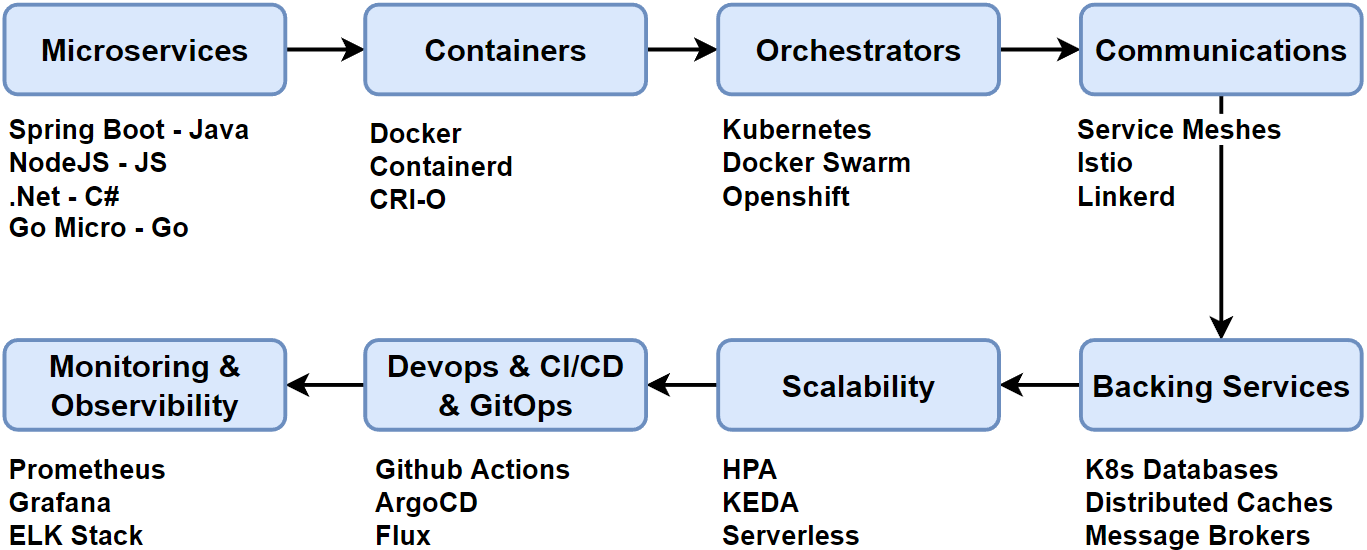 Microservices
Spring Boot - Java
NodeJS - JS
.Net - C#
Go Micro - Go
Containers
Docker
Containerd
CRI-O
Orchestrators
Kubernetes
Docker Swarm
Openshift
Communications
Service Meshes
Istio
Linkerd
Backing Services
K8s Databases
Distributed Caches
Message Brokers
Scalability
HPA
KEDA
Serverless
Devops & CI/CD
& GitOps
Github Actions
ArgoCD
Flux
Monitoring &
Observibility
Prometheus
Grafana
ELK Stack